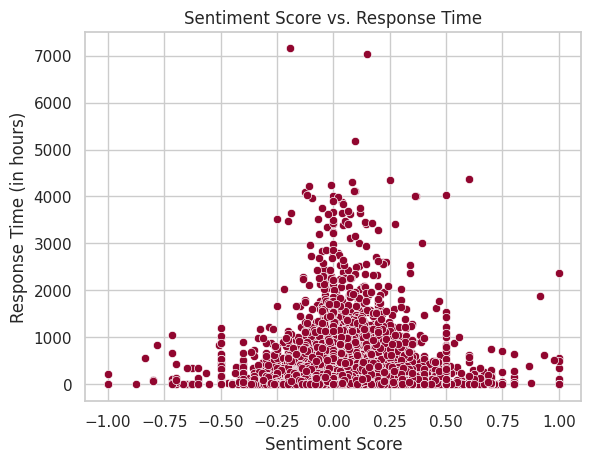 Sentiment Score vs. Response Time
Response Time (in hours)
7000
6000
5000
4000
3000
2000
1000
0
−1.00 −0.75 −0.50 −0.25 0.00 0.25 0.50 0.75 1.00
Sentiment Score